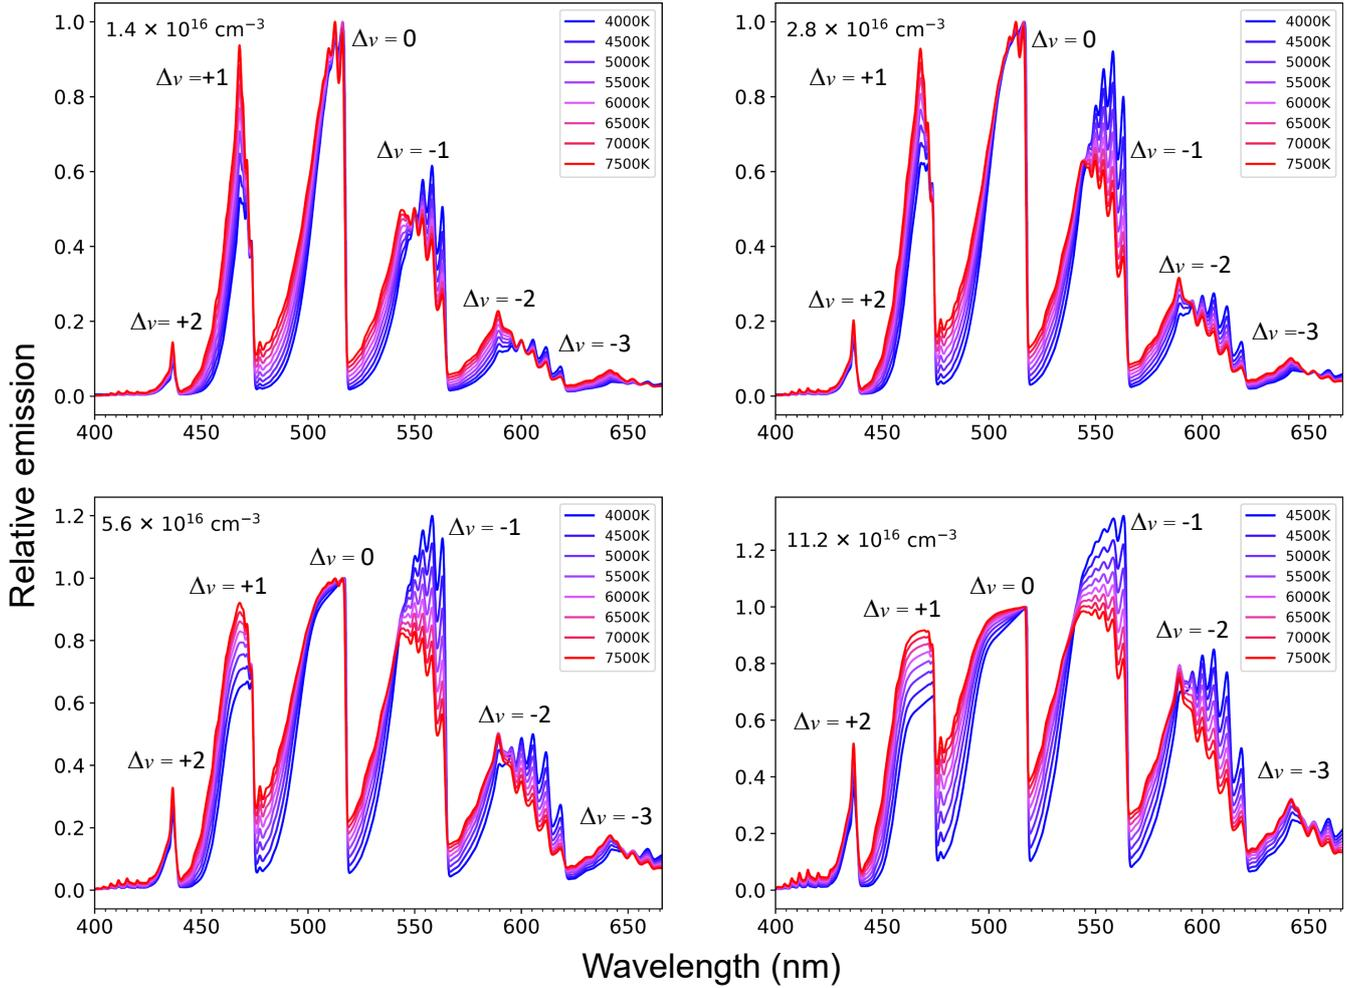 Relative emission
1.4 × 10¹⁶ cm⁻³
Δv = 0
Δv =+1
Δv = -1
Δv= +2
Δv = -2
Δv = -3
4000K
4500K
5000K
5500K
6000K
6500K
7000K
7500K
1.0
0.8
0.6
0.4
0.2
0.0
400 450 500 550 600 650
2.8 × 10¹⁶ cm⁻³
Δv = 0
Δv = +1
Δv = -1
Δv = +2
Δv = -2
Δv =-3
4000K
4500K
5000K
5500K
6000K
6500K
7000K
7500K
1.0
0.8
0.6
0.4
0.2
0.0
400 450 500 550 600 650
5.6 × 10¹⁶ cm⁻³
Δv = -1
Δv = 0
Δv = +1
Δv = -2
Δv = +2
Δv = -3
4000K
4500K
5000K
5500K
6000K
6500K
7000K
7500K
1.2
1.0
0.8
0.6
0.4
0.2
0.0
400 450 500 550 600 650
11.2 × 10¹⁶ cm⁻³
Δv = -1
Δv = 0
Δv = +1
Δv = -2
Δv = +2
Δv = -3
4500K
4500K
5000K
5500K
6000K
6500K
7000K
7500K
1.2
1.0
0.8
0.6
0.4
0.2
0.0
400 450 500 550 600 650
Wavelength (nm)